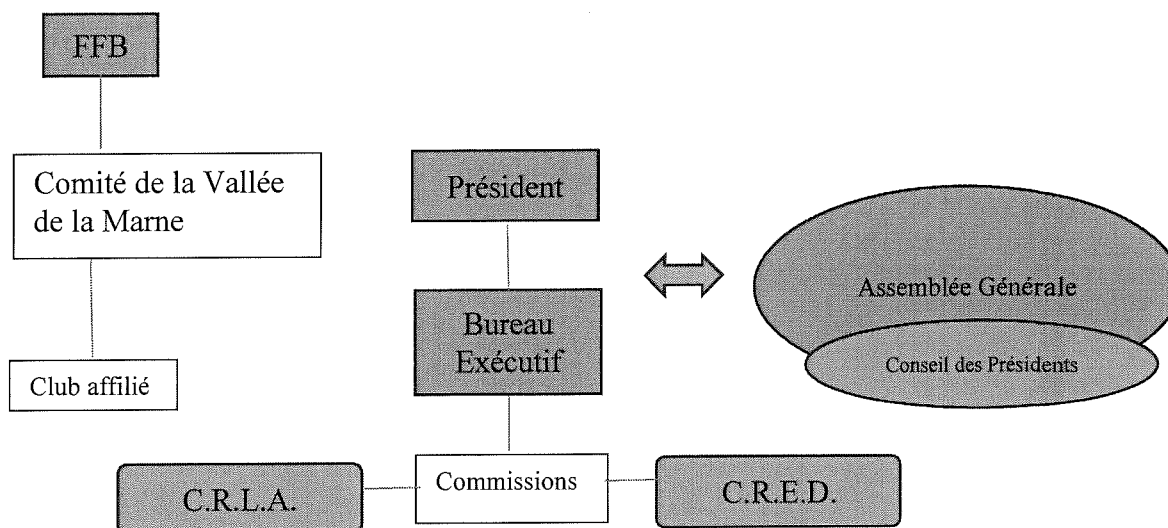 FFB
Comité de la Vallée
de la Marne
Club affilié
Président
Bureau
Exécutif
Commissions
C.R.L.A.
C.R.E.D.
Assemblée Générale
Conseil des Présidents